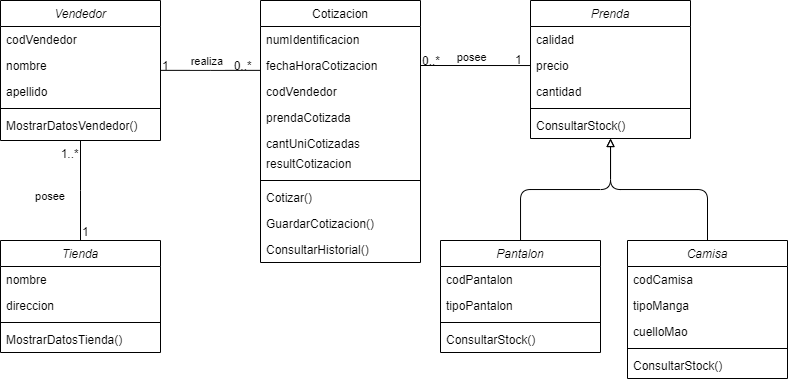 Vendedor
codVendedor
nombre
apellido
MostrarDatosVendedor()
1
realiza
0..*
Cotizacion
numIdentificacion
fechaHoraCotizacion
codVendedor
prendaCotizada
cantUniCotizadas
resultCotizacion
Cotizar()
GuardarCotizacion()
ConsultarHistorial()
0..*
posee
1
Prenda
calidad
precio
cantidad
ConsultarStock()
1..*
posee
1
Tienda
nombre
direccion
MostrarDatosTienda()
Pantalon
codPantalon
tipoPantalon
ConsultarStock()
Camisa
codCamisa
tipoManga
cuelloMao
ConsultarStock()